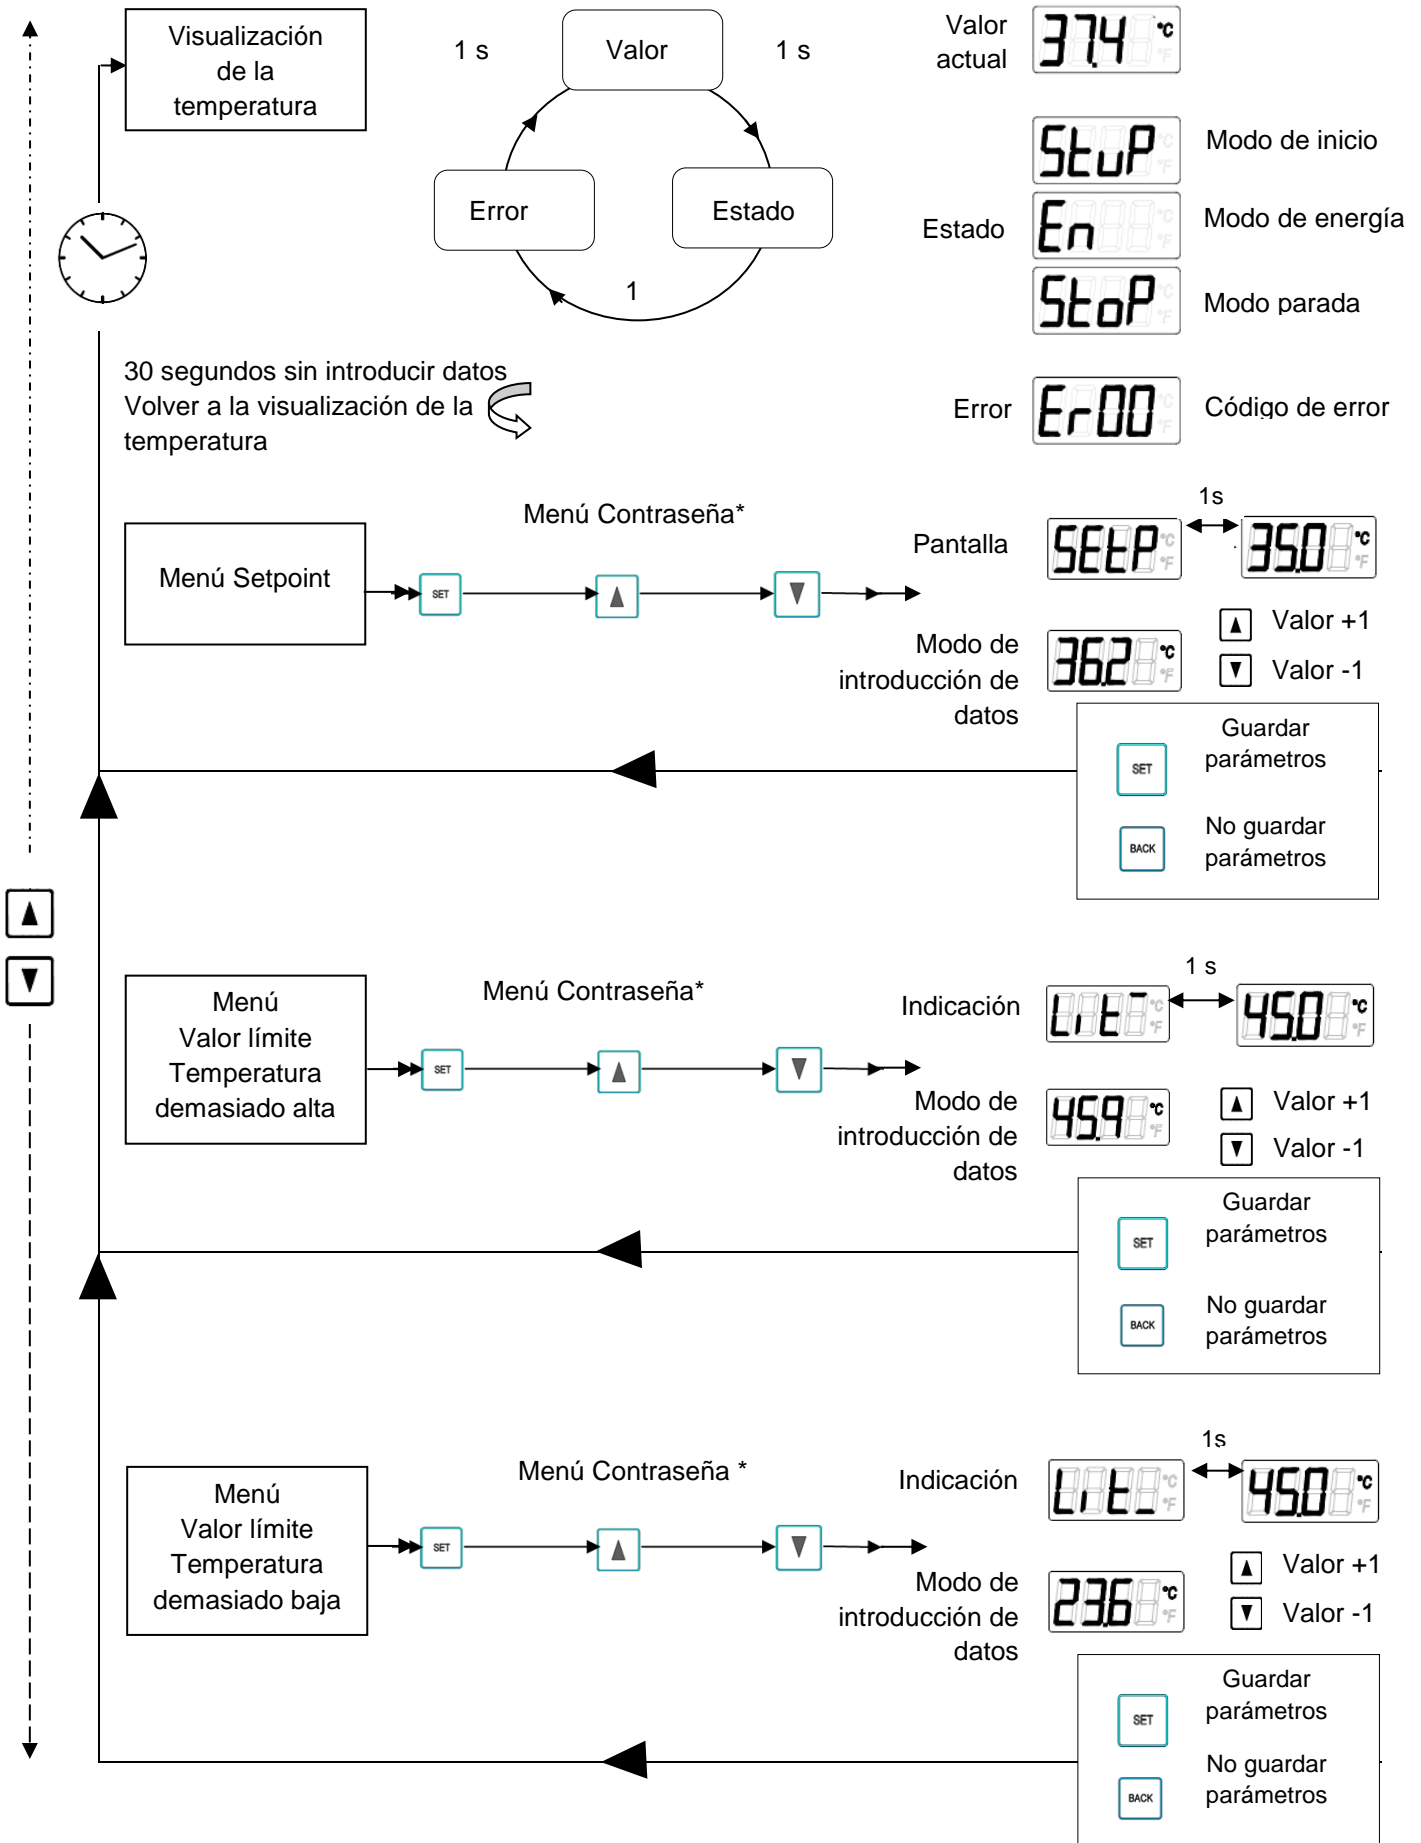 Visualización
de la
temperatura
1 s
Valor
1 s
Error
Estado
1
Valor
actual
37.4 °C
°F
StuP °C
°F
Modo de inicio
Estado
En °C
°F
Modo de energía
StoP °C
°F
Modo parada
30 segundos sin introducir datos
Volver a la visualización de la
temperatura
Error
Er00 °C
°F
Código de error
Menú Setpoint
Menú Contraseña*
SET
Pantalla
SEtP °C
°F
1s
35.0 °C
°F
Modo de
introducción de
datos
36.2 °C
°F
Valor +1
Valor -1
SET
Guardar
parámetros
BACK
No guardar
parámetros
Menú
Valor límite
Temperatura
demasiado alta
Menú Contraseña*
SET
Indicación
Lit¯ °C
°F
1 s
45.0 °C
°F
Modo de
introducción de
datos
45.9 °C
°F
Valor +1
Valor -1
SET
Guardar
parámetros
BACK
No guardar
parámetros
Menú
Valor límite
Temperatura
demasiado baja
Menú Contraseña *
SET
Indicación
Lit_ °C
°F
1s
45.0 °C
°F
Modo de
introducción de
datos
23.6 °C
°F
Valor +1
Valor -1
SET
Guardar
parámetros
BACK
No guardar
parámetros